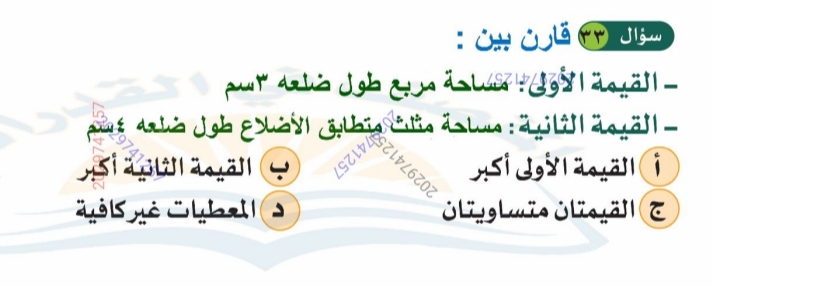 سؤال ٣٣ قارن بين :
- القيمة الأولى : مساحة مربع طول ضلعه ٣سم
- القيمة الثانية : مساحة مثلث متطابق الأضلاع طول ضلعه ٤سم
أ القيمة الأولى أكبر ب القيمة الثانية أكبر
ج القيمتان متساويتان د المعطيات غير كافية